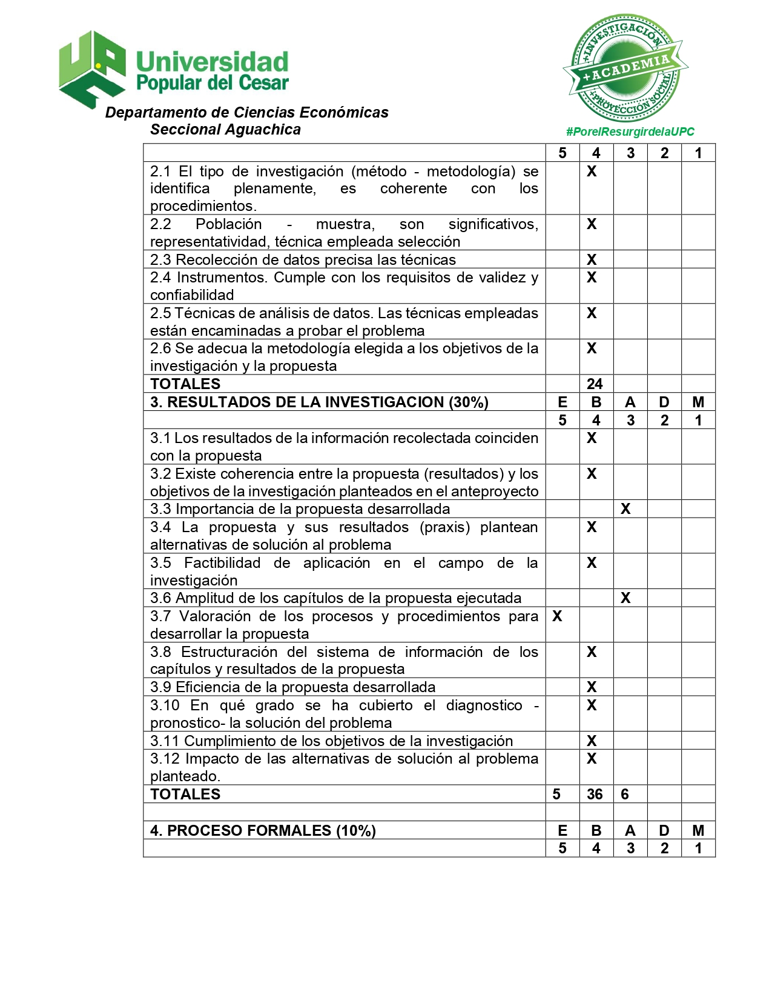 UPC
Universidad
Popular del Cesar
+INVESTIGACIÓN
+ACADEMIA
+PROYECCIÓN SOCIAL
Departamento de Ciencias Económicas
Seccional Aguachica
#PorelResurgirdelaUPC
5 4 3 2 1
2.1 El tipo de investigación (método - metodología) se X
identifica plenamente, es coherente con los
procedimientos.
2.2 Población - muestra, son significativos, X
representatividad, técnica empleada selección
2.3 Recolección de datos precisa las técnicas X
2.4 Instrumentos. Cumple con los requisitos de validez y X
confiabilidad
2.5 Técnicas de análisis de datos. Las técnicas empleadas X
están encaminadas a probar el problema
2.6 Se adecua la metodología elegida a los objetivos de la X
investigación y la propuesta
TOTALES 24
3. RESULTADOS DE LA INVESTIGACION (30%) E B A D M
5 4 3 2 1
3.1 Los resultados de la información recolectada coinciden X
con la propuesta
3.2 Existe coherencia entre la propuesta (resultados) y los X
objetivos de la investigación planteados en el anteproyecto
3.3 Importancia de la propuesta desarrollada X
3.4 La propuesta y sus resultados (praxis) plantean X
alternativas de solución al problema
3.5 Factibilidad de aplicación en el campo de la X
investigación
3.6 Amplitud de los capítulos de la propuesta ejecutada X
3.7 Valoración de los procesos y procedimientos para X
desarrollar la propuesta
3.8 Estructuración del sistema de información de los X
capítulos y resultados de la propuesta
3.9 Eficiencia de la propuesta desarrollada X
3.10 En qué grado se ha cubierto el diagnostico - X
pronostico- la solución del problema
3.11 Cumplimiento de los objetivos de la investigación X
3.12 Impacto de las alternativas de solución al problema X
planteado.
TOTALES 5 36 6
4. PROCESO FORMALES (10%) E B A D M
5 4 3 2 1